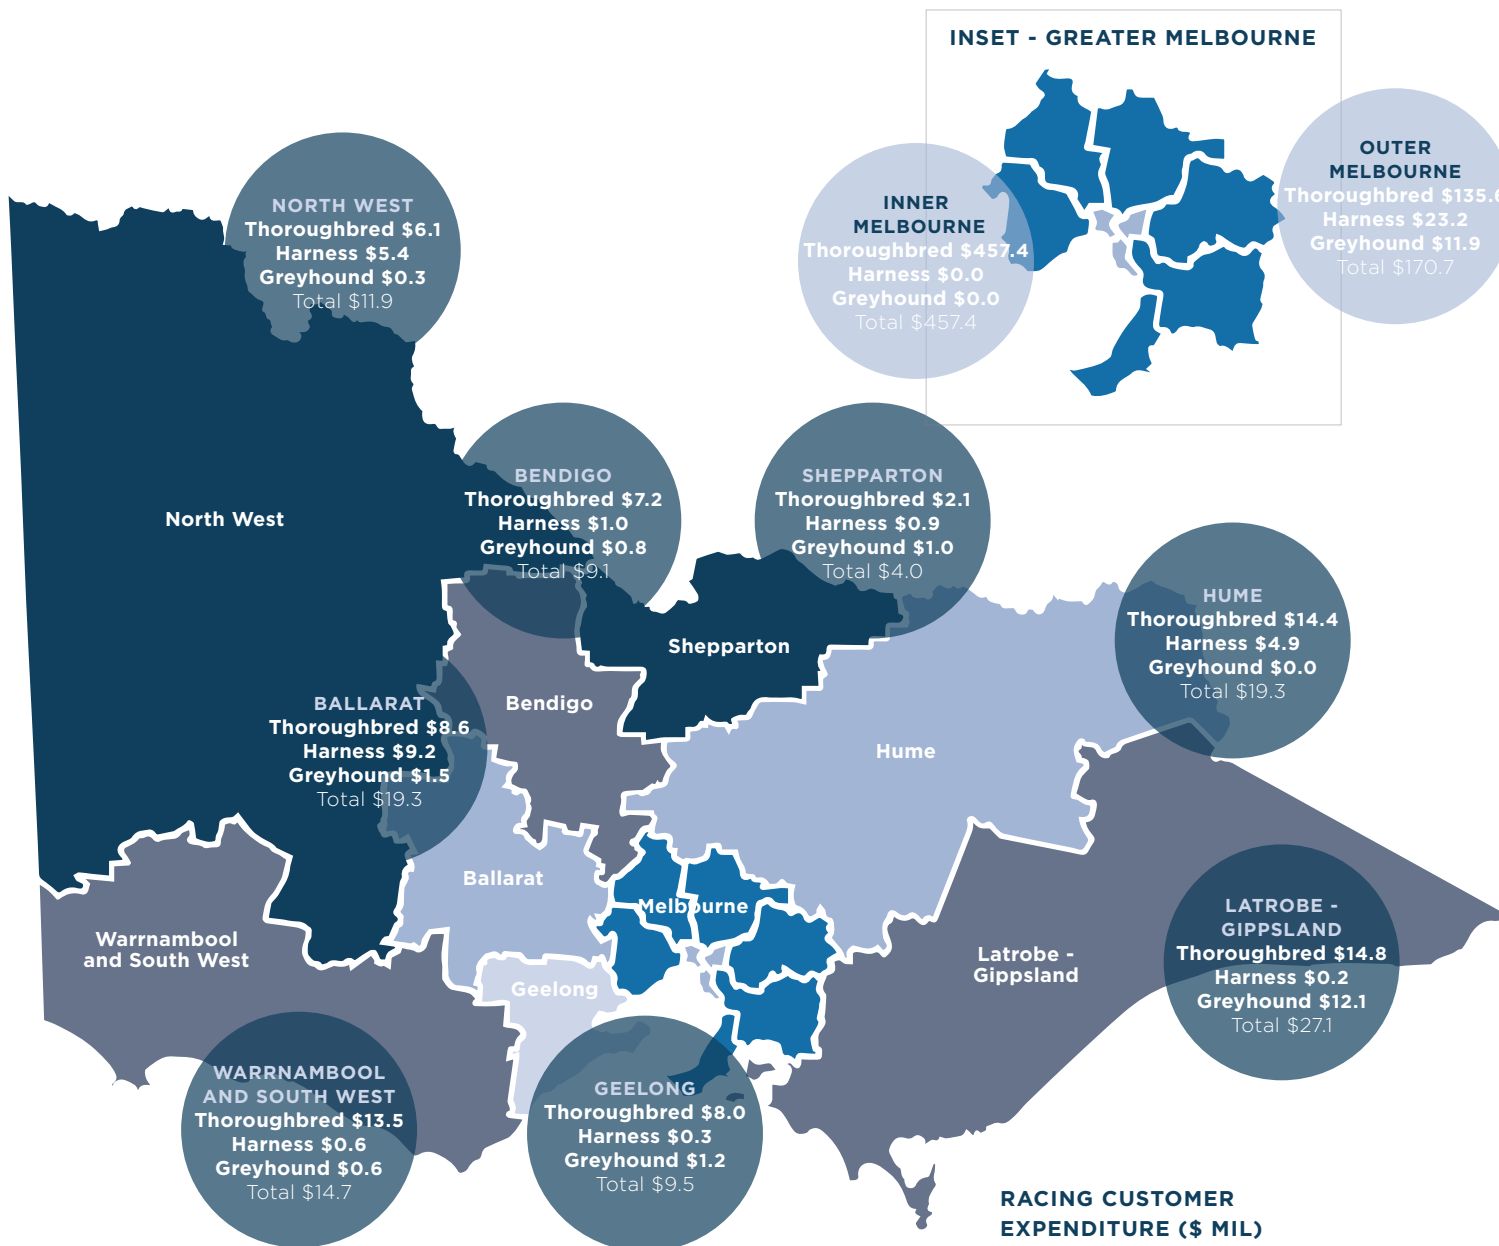 INSET - GREATER MELBOURNE
OUTER
MELBOURNE
Thoroughbred $135.6
Harness $23.2
Greyhound $11.9
Total $170.7
INNER
MELBOURNE
Thoroughbred $457.4
Harness $0.0
Greyhound $0.0
Total $457.4
NORTH WEST
Thoroughbred $6.1
Harness $5.4
Greyhound $0.3
Total $11.9
BENDIGO
Thoroughbred $7.2
Harness $1.0
Greyhound $0.8
Total $9.1
SHEPPARTON
Thoroughbred $2.1
Harness $0.9
Greyhound $1.0
Total $4.0
North West
HUME
Thoroughbred $14.4
Harness $4.9
Greyhound $0.0
Total $19.3
Shepparton
Bendigo
BALLARAT
Thoroughbred $8.6
Harness $9.2
Greyhound $1.5
Total $19.3
Hume
Ballarat
Melbourne
Warrnambool
and South West
Latrobe -
Gippsland
LATROBE -
GIPPSLAND
Thoroughbred $14.8
Harness $0.2
Greyhound $12.1
Total $27.1
Geelong
WARRNAMBOOL
AND SOUTH WEST
Thoroughbred $13.5
Harness $0.6
Greyhound $0.6
Total $14.7
GEELONG
Thoroughbred $8.0
Harness $0.3
Greyhound $1.2
Total $9.5
RACING CUSTOMER
EXPENDITURE ($ MIL)